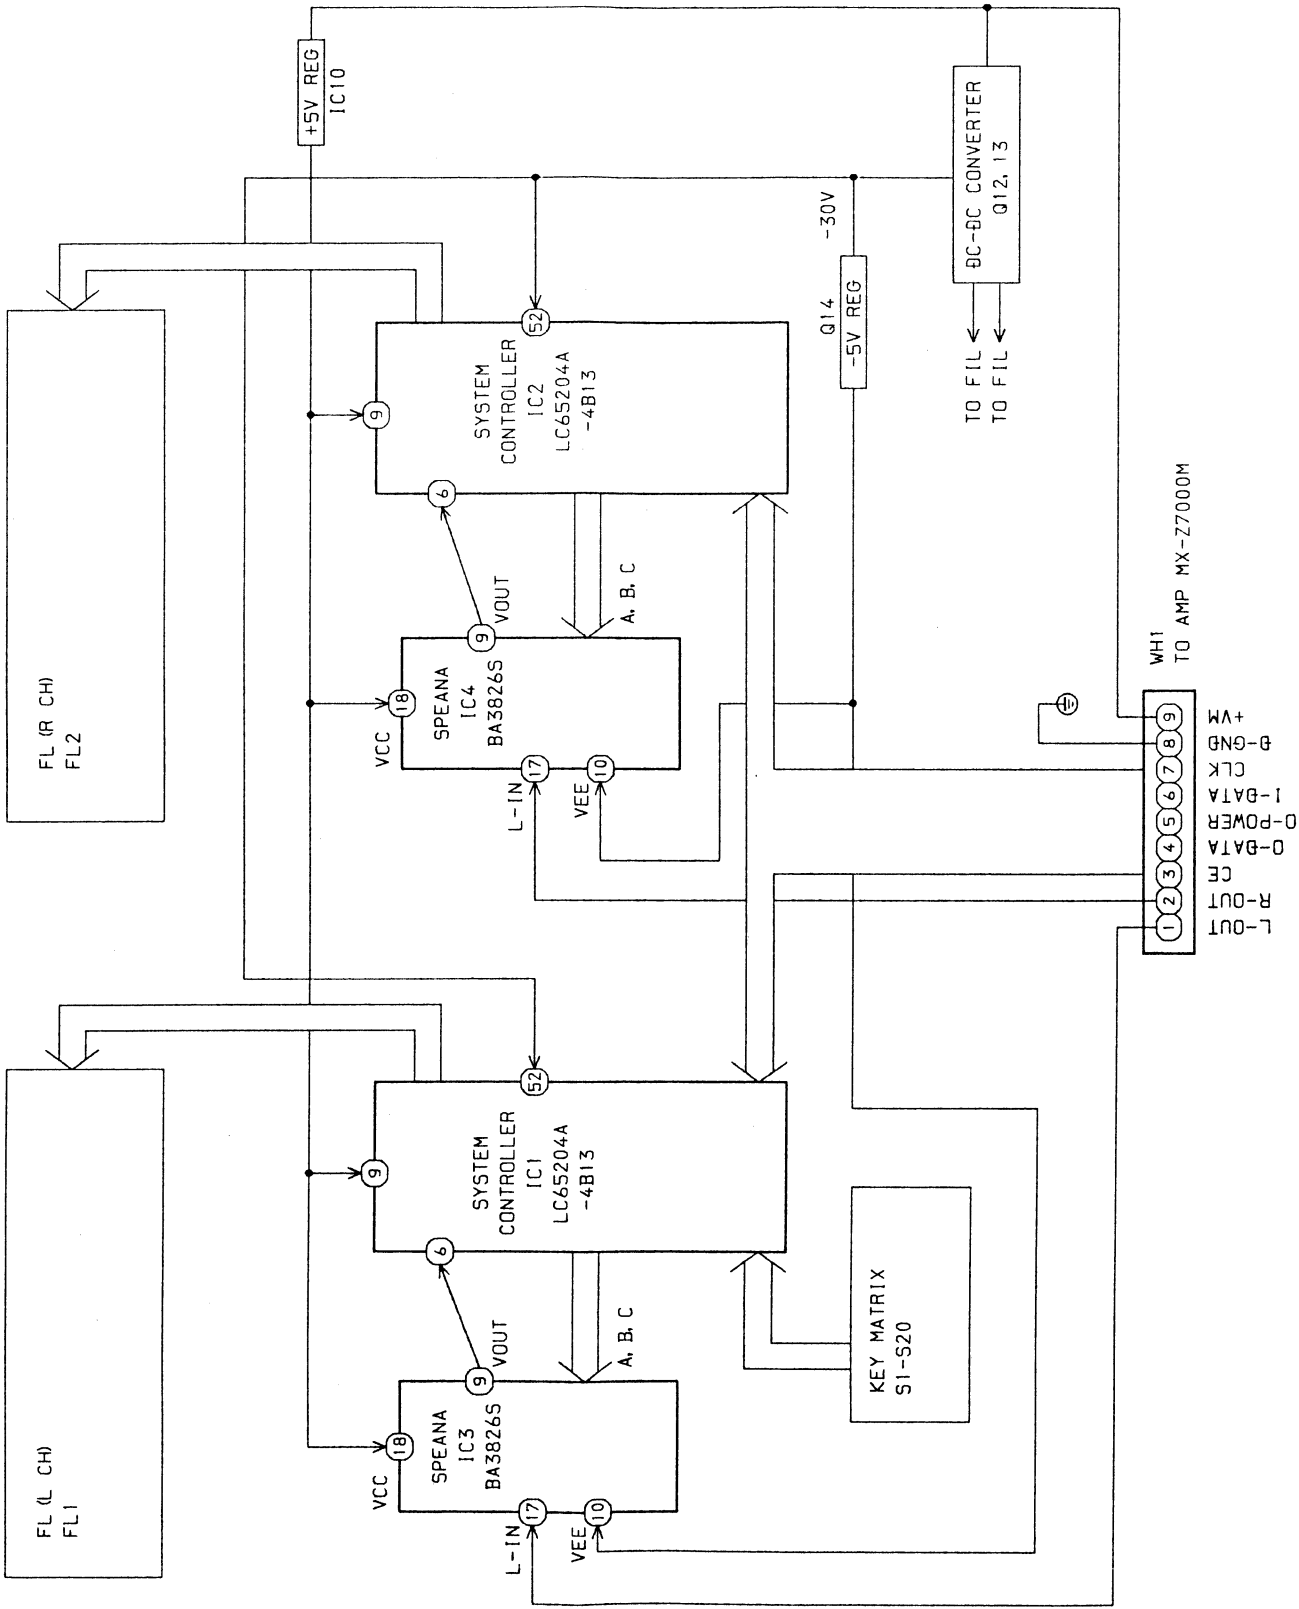 FL (L CH)
FL1
FL (R CH)
FL2
+5V REG
IC10
VCC
18
SPEANA
IC3
BA3826S
9
VOUT
L-IN
17
VEE
10
A, B, C
6
9
SYSTEM
CONTROLLER
IC1
LC65204A
-4B13
52
KEY MATRIX
S1-S20
VCC
18
SPEANA
IC4
BA3826S
9
VOUT
L-IN
17
VEE
10
A, B, C
6
9
SYSTEM
CONTROLLER
IC2
LC65204A
-4B13
52
Q14
-5V REG
-30V
DC-DC CONVERTER
Q12, 13
TO FIL
TO FIL
WH1
TO AMP MX-Z7000M
1 L-OUT
2 R-OUT
3 CE
4 O-DATA
5 O-POWER
6 I-DATA
7 CLK
8 D-GND
9 +VM